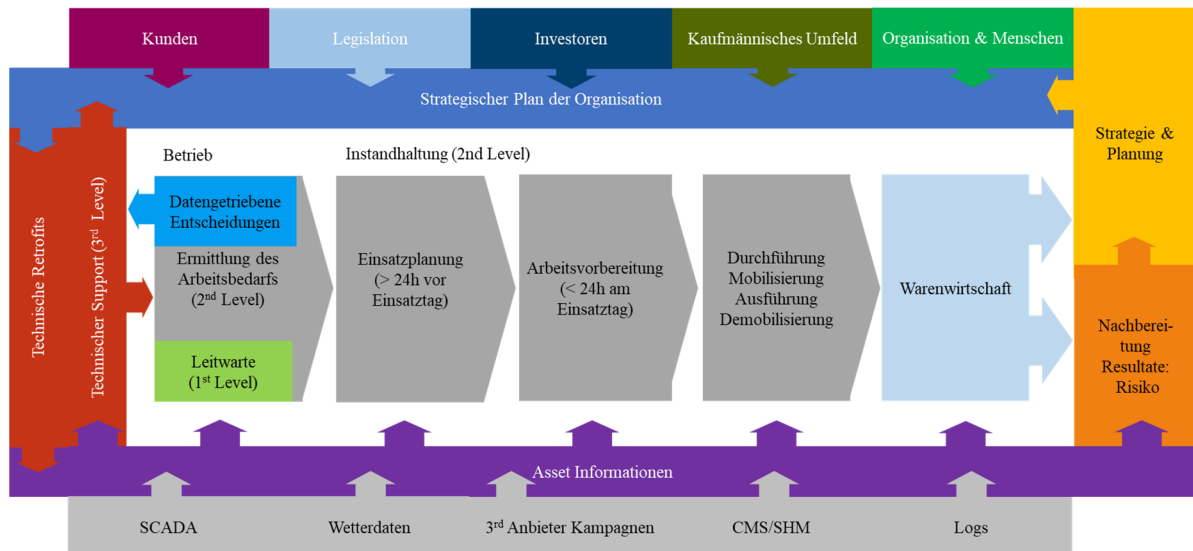 Kunden
Legislation
Investoren
Kaufmännisches Umfeld
Organisation & Menschen
Strategischer Plan der Organisation
Strategie &
Planung
Betrieb
Instandhaltung (2nd Level)
Technische Retrofits
Technischer Support (3rd Level)
Datengetriebene
Entscheidungen
Ermittlung des
Arbeitsbedarfs
(2nd Level)
Leitwarte
(1st Level)
Einsatzplanung
(> 24h vor
Einsatztag)
Arbeitsvorbereitung
(< 24h am
Einsatztag)
Durchführung
Mobilisierung
Ausführung
Demobilisierung
Warenwirtschaft
Nachberei-
tung
Resultate:
Risiko
Asset Informationen
SCADA
Wetterdaten
3rd Anbieter Kampagnen
CMS/SHM
Logs